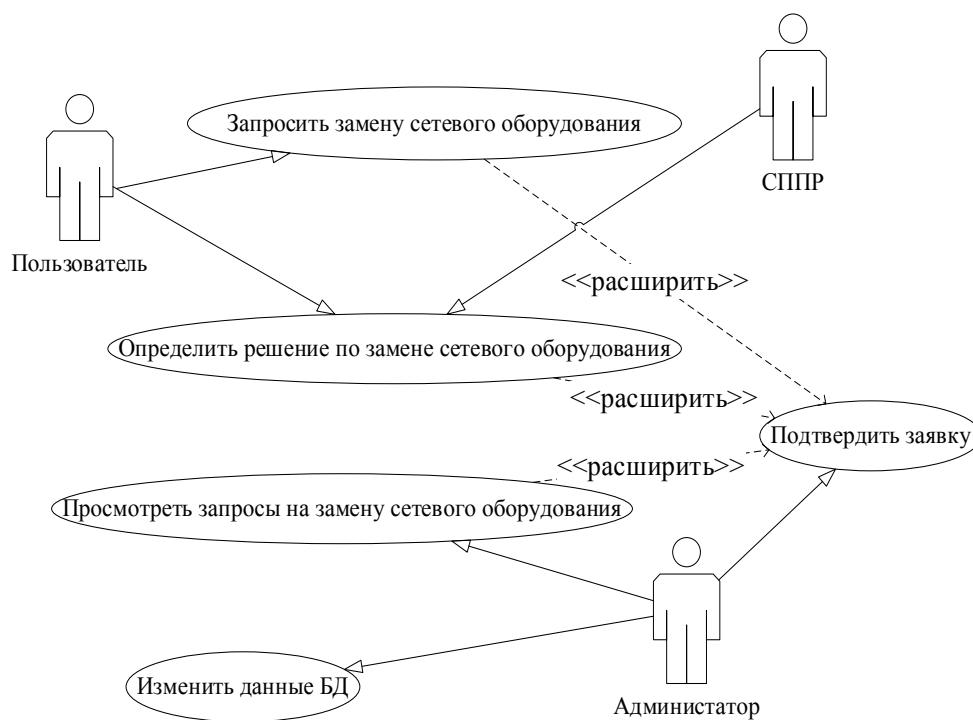 Запросить замену сетевого оборудования
СППР
Пользователь
<<расширить>>
Определить решение по замене сетевого оборудования
<<расширить>>
Подтвердить заявку
<<расширить>>
Просмотреть запросы на замену сетевого оборудования
Изменить данные БД
Администатор